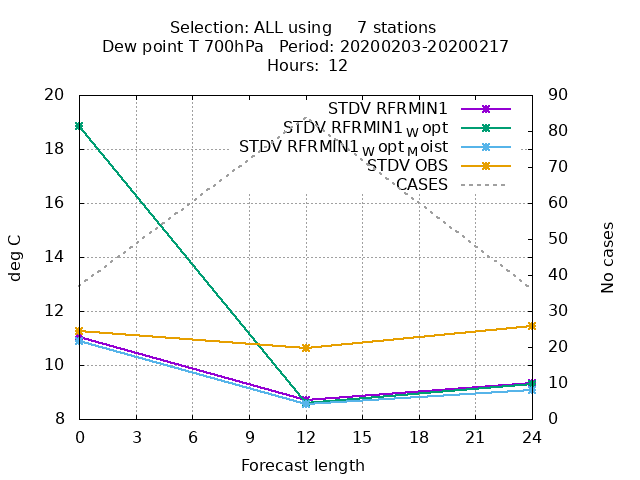 Selection: ALL using     7 stations
Dew point T 700hPa   Period: 20200203-20200217
Hours:  12
20
18
16
14
12
10
8
90
80
70
60
50
40
30
20
10
0
deg C
No cases
STDV RFRMIN1
STDV RFRMIN1 W opt
STDV RFRMIN1 W opt M oist
STDV OBS
CASES
0 3 6 9 12 15 18 21 24
Forecast length